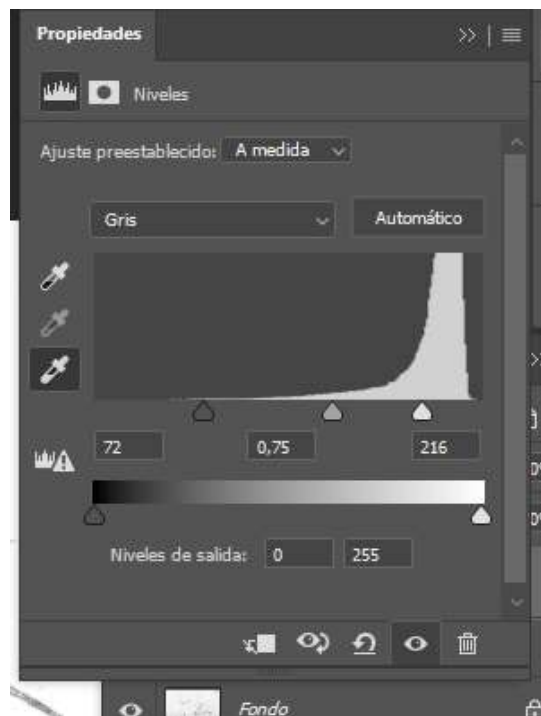 Propiedades
Niveles
Ajuste preestablecido: A medida
Gris Automático
72 0,75 216
Niveles de salida: 0 255
Fondo